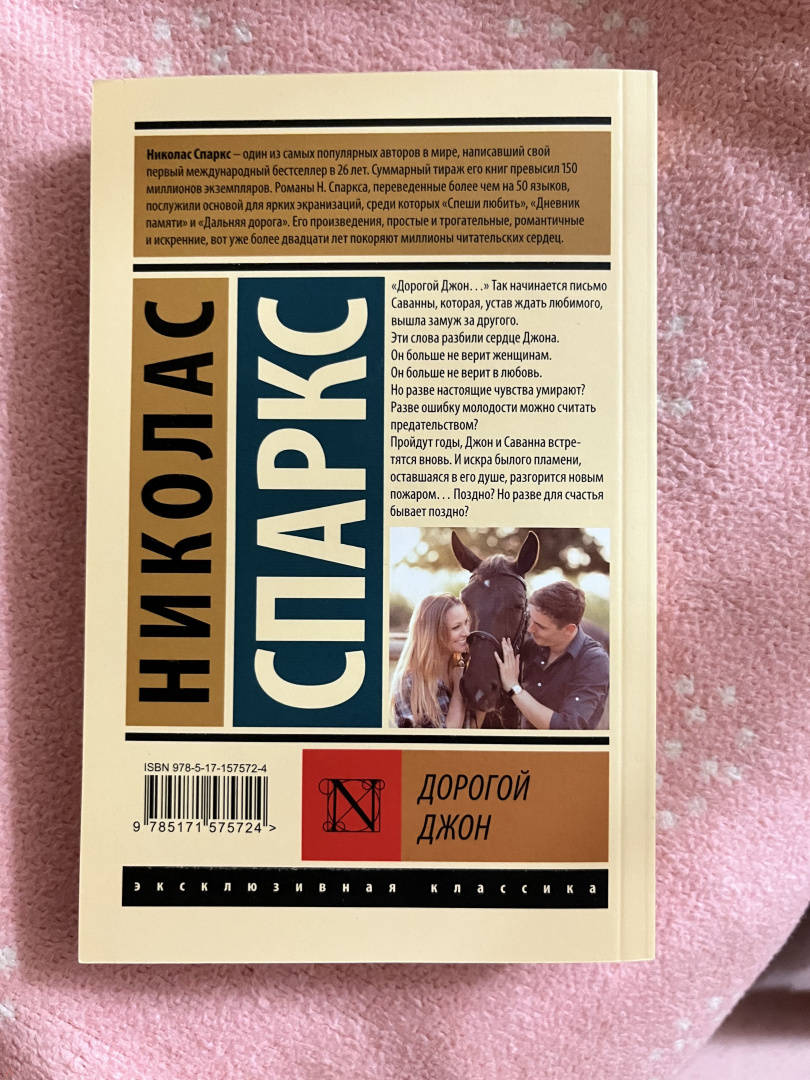 Николас Спаркс – один из самых популярных авторов в мире, написавший свой
первый международный бестселлер в 26 лет. Суммарный тираж его книг превысил 150
миллионов экземпляров. Романы Н. Спаркса, переведенные более чем на 50 языков,
послужили основой для ярких экранизаций, среди которых «Спеши любить», «Дневник
памяти» и «Дальняя дорога». Его произведения, простые и трогательные, романтичные
и искренние, вот уже более двадцати лет покоряют миллионы читательских сердец.
НИКОЛАС
СПАРКС
«Дорогой Джон...» Так начинается письмо
Саванны, которая, устав ждать любимого,
вышла замуж за другого.
Эти слова разбили сердце Джона.
Он больше не верит женщинам.
Он больше не верит в любовь.
Но разве настоящие чувства умирают?
Разве ошибку молодости можно считать
предательством?
Пройдут годы, Джон и Саванна встре-
тятся вновь. И искра былого пламени,
оставшаяся в его душе, разгорится новым
пожаром... Поздно? Но разве для счастья
бывает поздно?
ISBN 978-5-17-157572-4
9 785171 575724 >
N
ДОРОГОЙ
ДЖОН
эксклюзивная классика